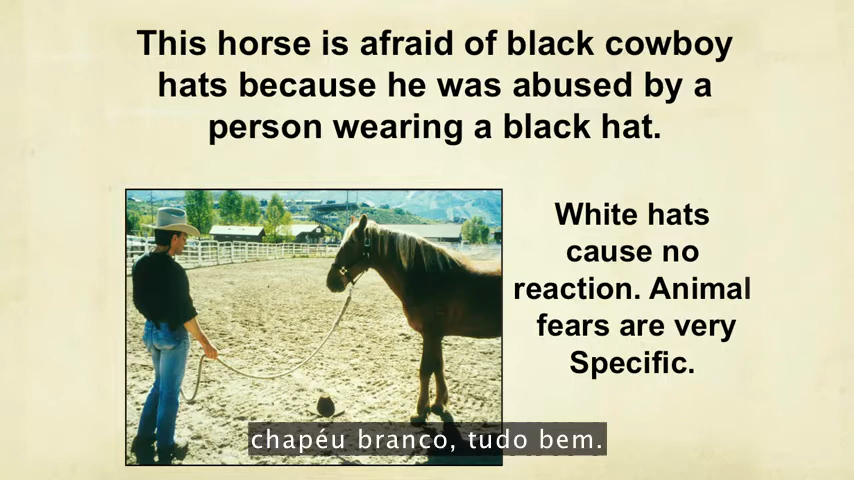 This horse is afraid of black cowboy
hats because he was abused by a
person wearing a black hat.
White hats
cause no
reaction. Animal
fears are very
Specific.
chapéu branco, tudo bem.